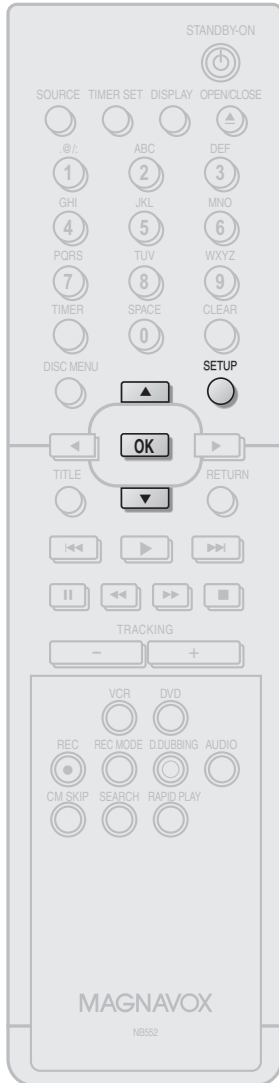 STANDBY-ON
SOURCE TIMER SET DISPLAY OPEN/CLOSE
.@/: ABC DEF
1 2 3
GHI JKL MNO
4 5 6
PQRS TUV WXYZ
7 8 9
TIMER SPACE CLEAR
0
DISC MENU SETUP
OK
TITLE RETURN
TRACKING
– +
VCR DVD
REC REC MODE D.DUBBING AUDIO
CM SKIP SEARCH RAPID PLAY
MAGNAVOX
NB552